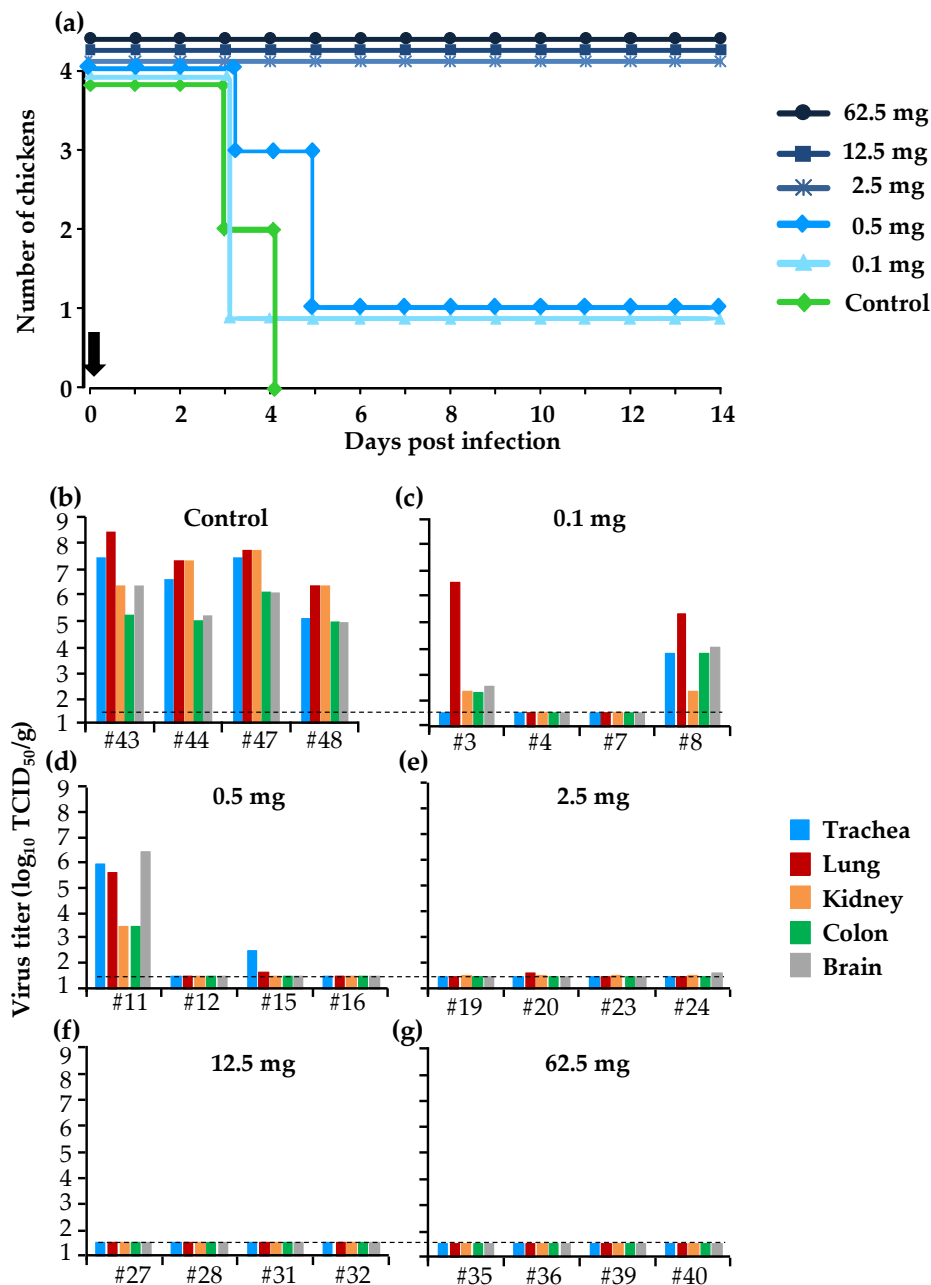 (a)
Number of chickens
4
3
2
1
0
0 2 4 6 8 10 12 14
Days post infection
62.5 mg
12.5 mg
2.5 mg
0.5 mg
0.1 mg
Control
Virus titer (log₁₀ TCID₅₀/g)
(b)
Control
9
8
7
6
5
4
3
2
1
#43 #44 #47 #48
(c)
0.1 mg
#3 #4 #7 #8
(d)
0.5 mg
9
8
7
6
5
4
3
2
1
#11 #12 #15 #16
(e)
2.5 mg
#19 #20 #23 #24
Trachea
Lung
Kidney
Colon
Brain
(f)
12.5 mg
9
8
7
6
5
4
3
2
1
#27 #28 #31 #32
(g)
62.5 mg
#35 #36 #39 #40